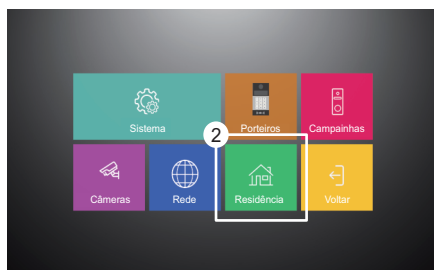 Sistema
2
Porteiros
Campainhas
Câmeras
Rede
Residência
Voltar